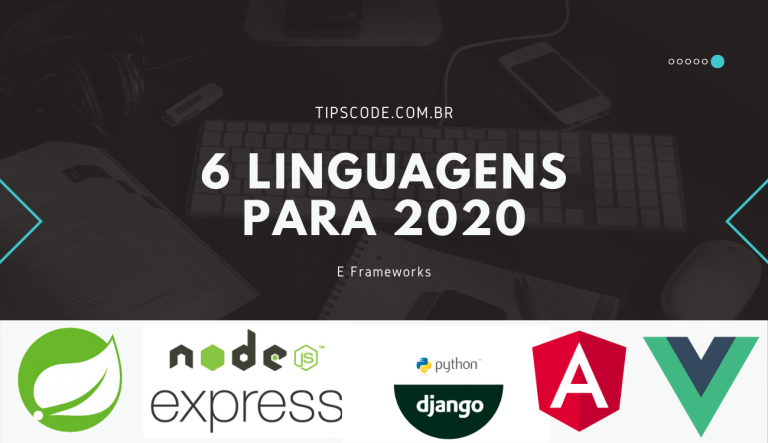 TIPSCODE.COM.BR
6 LINGUAGENS
PARA 2020
E Frameworks
node
JS
express
python
django
A